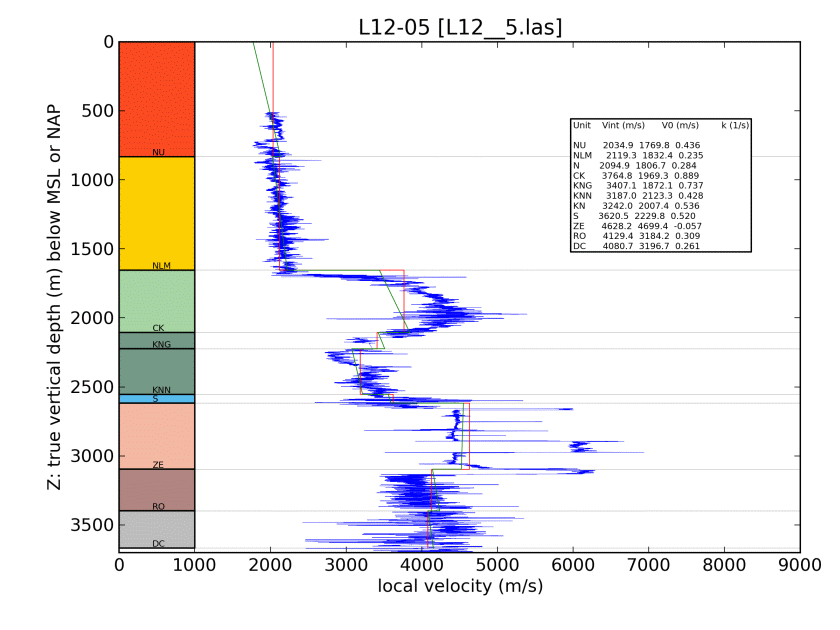 L12-05 [L12__5.las]
0
500
1000
1500
2000
2500
3000
3500
Z: true vertical depth (m) below MSL or NAP
NU
NLM
CK
KNG
KNN
S
ZE
RO
DC
Unit Vint (m/s) V0 (m/s) k (1/s)
NU 2034.9 1769.8 0.436
NLM 2119.3 1832.4 0.235
N 2094.9 1806.7 0.284
CK 3764.8 1969.3 0.889
KNG 3407.1 1872.1 0.737
KNN 3187.0 2123.3 0.428
KN 3242.0 2007.4 0.536
S 3620.5 2229.8 0.520
ZE 4628.2 4699.4 -0.057
RO 4129.4 3184.2 0.309
DC 4080.7 3196.7 0.261
0 1000 2000 3000 4000 5000 6000 7000 8000 9000
local velocity (m/s)